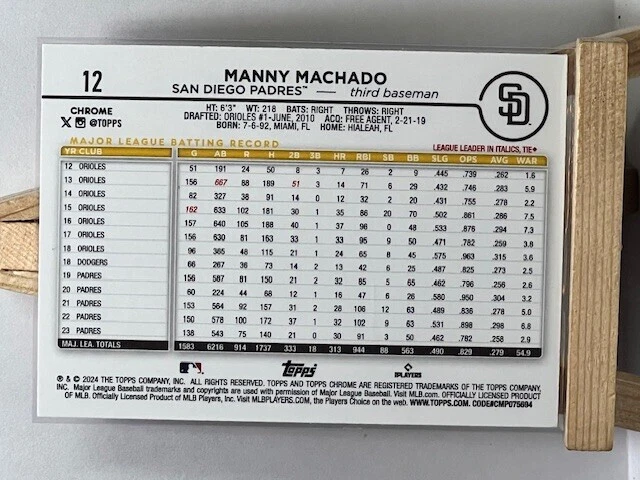 12
MANNY MACHADO
SAN DIEGO PADRES™ — third baseman
SD
CHROME
X @TOPPS
HT: 6'3" WT: 218 BATS: RIGHT THROWS: RIGHT
DRAFTED: ORIOLES #1-JUNE, 2010 ACQ: FREE AGENT, 2-21-19
BORN: 7-6-92, MIAMI, FL HOME: HIALEAH, FL
MAJOR LEAGUE BATTING RECORD
LEAGUE LEADER IN ITALICS, TIE♦
YR CLUB G AB R H 2B 3B HR RBI SB BB SLG OPS AVG WAR
12 ORIOLES 51 191 24 50 8 3 7 26 2 9 .445 .739 .262 1.6
13 ORIOLES 156 667 88 189 51 3 14 71 6 29 .432 .746 .283 5.9
14 ORIOLES 82 327 38 91 14 0 12 32 2 20 .431 .755 .278 2.2
15 ORIOLES 162 633 102 181 30 1 35 86 20 70 .502 .861 .286 7.5
16 ORIOLES 157 640 105 188 40 1 37 96 0 48 .533 .876 .294 7.3
17 ORIOLES 156 630 81 163 33 1 33 95 9 50 .471 .782 .259 3.8
18 ORIOLES 96 365 48 115 21 1 24 65 8 45 .575 .963 .315 3.6
18 DODGERS 66 267 36 73 14 2 13 42 6 25 .487 .825 .273 2.5
19 PADRES 156 587 81 150 21 2 32 85 5 65 .462 .796 .256 2.6
20 PADRES 60 224 44 68 12 1 16 47 6 26 .580 .950 .304 3.2
21 PADRES 153 564 92 157 31 2 28 106 12 63 .489 .836 .278 5.0
22 PADRES 150 578 100 172 37 1 32 102 9 63 .531 .898 .298 6.8
23 PADRES 138 543 75 140 21 0 30 91 3 50 .462 .782 .258 2.9
MAJ. LEA. TOTALS 1583 6216 914 1737 333 18 313 944 88 563 .490 .829 .279 54.9
topps
PLAYERS
® & © 2024 THE TOPPS COMPANY, INC. ALL RIGHTS RESERVED. TOPPS AND TOPPS CHROME ARE REGISTERED TRADEMARKS OF THE TOPPS COMPANY,
INC. Major League Baseball trademarks and copyrights are used with permission of Major League Baseball. Visit MLB.com. OFFICIALLY LICENSED PRODUCT
OF MLB. Officially Licensed Product of MLB Players, Inc. Visit MLBPLAYERS.COM, the Players Choice on the web. WWW.TOPPS.COM. CODE#CMP075694